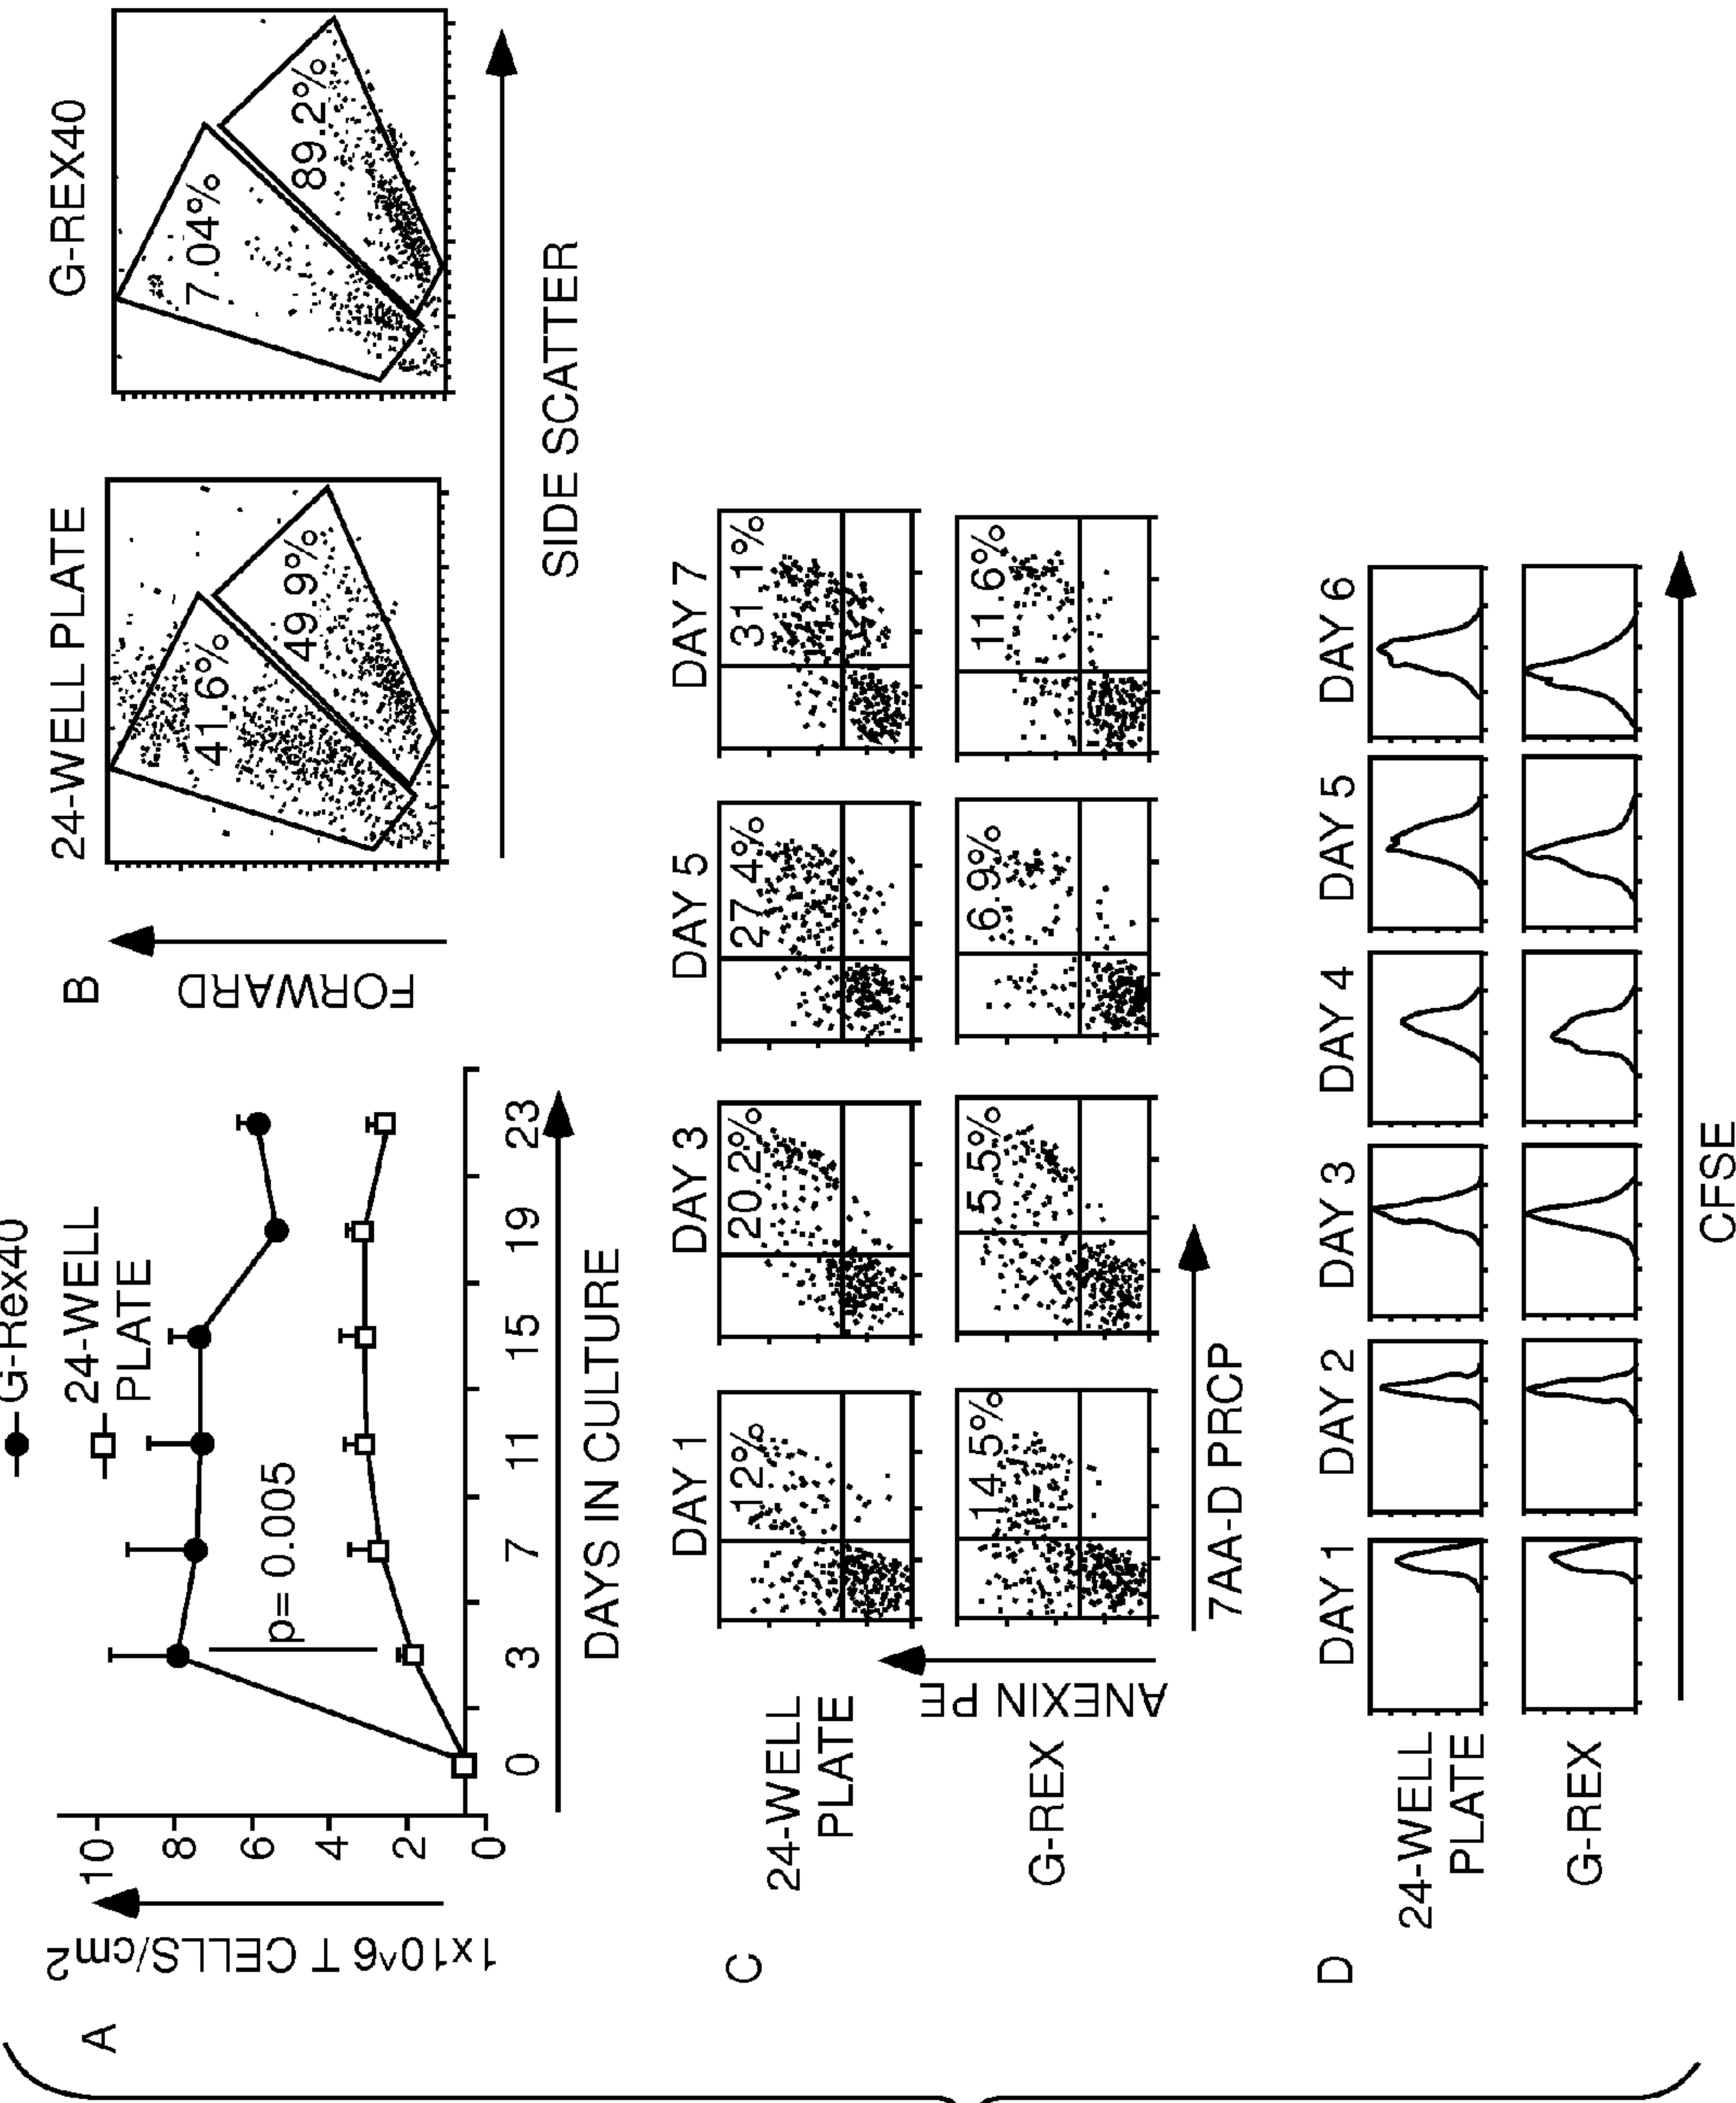 A
G-Rex40
24-WELL
PLATE
1x10^6 T CELLS/cm2
10
8
6
4
2
0
p= 0.005
0 3 7 11 15 19 23
DAYS IN CULTURE
B
24-WELL PLATE
G-REX40
FORWARD
41.6%
49.9%
7.04%
89.2%
SIDE SCATTER
C
DAY 1 DAY 3 DAY 5 DAY 7
24-WELL
PLATE
12% 20.2% 27.4% 31.1%
G-REX
14.5% 5.5% 6.9% 11.6%
ANEXIN PE
7AA-D PRCP
D
DAY 1 DAY 2 DAY 3 DAY 4 DAY 5 DAY 6
24-WELL
PLATE
G-REX
CFSE